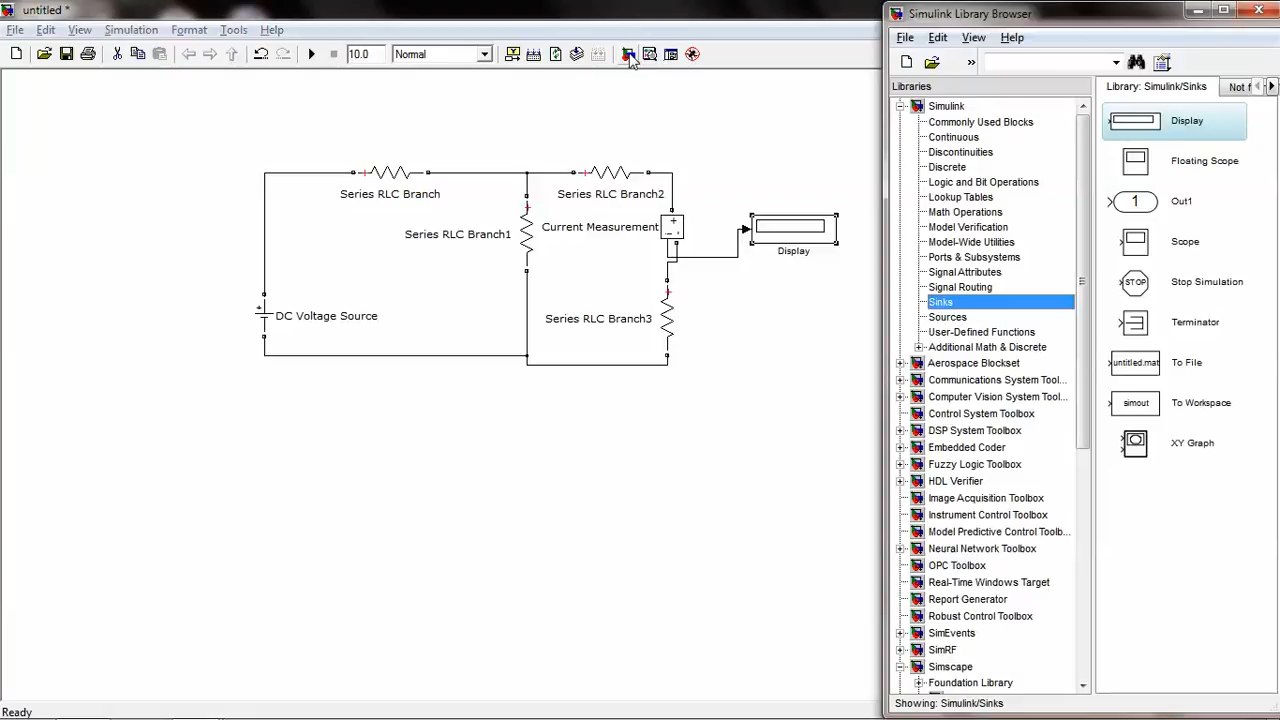 untitled *
File Edit View Simulation Format Tools Help
10.0 Normal
Series RLC Branch
Series RLC Branch2
Series RLC Branch1
Current Measurement
Display
DC Voltage Source
Series RLC Branch3
Ready
Simulink Library Browser
File Edit View Help
Libraries
Simulink
Commonly Used Blocks
Continuous
Discontinuities
Discrete
Logic and Bit Operations
Lookup Tables
Math Operations
Model Verification
Model-Wide Utilities
Ports & Subsystems
Signal Attributes
Signal Routing
Sinks
Sources
User-Defined Functions
Additional Math & Discrete
Aerospace Blockset
Communications System Tool...
Computer Vision System Tool...
Control System Toolbox
DSP System Toolbox
Embedded Coder
Fuzzy Logic Toolbox
HDL Verifier
Image Acquisition Toolbox
Instrument Control Toolbox
Model Predictive Control Toolb...
Neural Network Toolbox
OPC Toolbox
Real-Time Windows Target
Report Generator
Robust Control Toolbox
SimEvents
SimRF
Simscape
Foundation Library
Library: Simulink/Sinks
Not f
Display
Floating Scope
1 Out1
Scope
STOP Stop Simulation
Terminator
untitled.mat To File
simout To Workspace
XY Graph
Showing: Simulink/Sinks